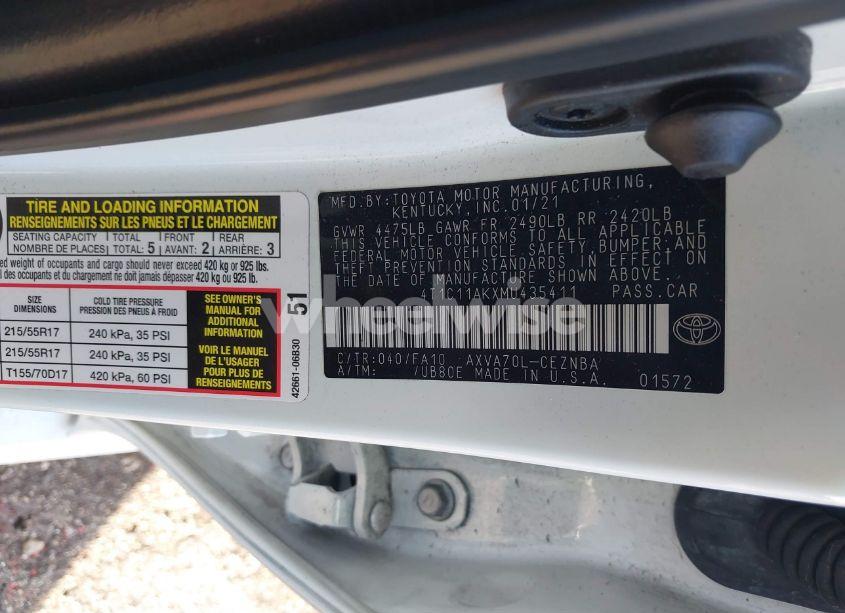 TIRE AND LOADING INFORMATION
RENSEIGNEMENTS SUR LES PNEUS ET LE CHARGEMENT
SEATING CAPACITY TOTAL FRONT REAR
NOMBRE DE PLACES TOTAL: 5 AVANT: 2 ARRIÈRE: 3
weight of occupants and cargo should never exceed 420 kg or 925 lbs.
des occupants et du chargement ne doit jamais dépasser 420 kg ou 925 lb.
SIZE COLD TIRE PRESSURE
DIMENSIONS PRESSION DES PNEUS À FROID
215/55R17 240 kPa, 35 PSI
215/55R17 240 kPa, 35 PSI
T155/70D17 420 kPa, 60 PSI
SEE OWNER'S
MANUAL FOR
ADDITIONAL
INFORMATION
VOIR LE MANUEL
DE L'USAGER
POUR PLUS DE
RENSEIGNEMENTS
51
42661-06B30
MFD.BY:TOYOTA MOTOR MANUFACTURING,
KENTUCKY, INC.01/21
GVWR 4475LB GAWR FR 2490LB RR 2420LB
THIS VEHICLE CONFORMS TO ALL APPLICABLE
FEDERAL MOTOR VEHICLE SAFETY, BUMPER,AND
THEFT PREVENTION STANDARDS IN EFFECT ON
THE DATE OF MANUFACTURE SHOWN ABOVE.
4T1C11AKXMU435411 PASS.CAR
C/TR:040/FA10 AXVA70L-CEZNBA
A/TM: /UB80E MADE IN U.S.A. 01572
TOYOTA
wheelwise